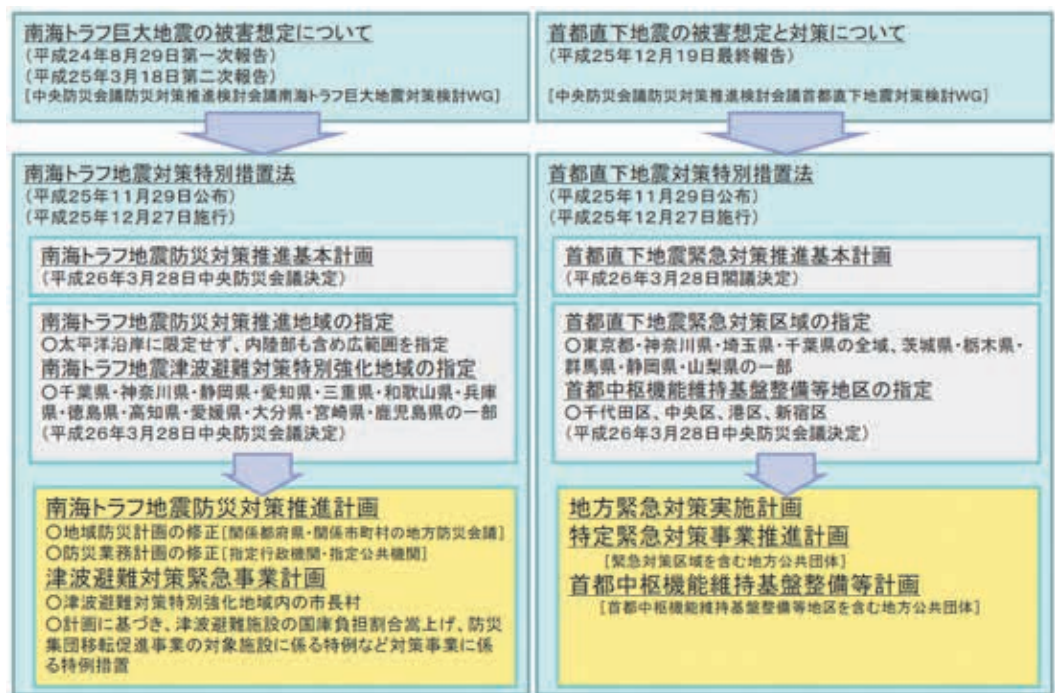 南海トラフ巨大地震の被害想定について
(平成24年8月29日第一次報告)
(平成25年3月18日第二次報告)
[中央防災会議防災対策推進検討会議南海トラフ巨大地震対策検討WG]
南海トラフ地震対策特別措置法
(平成25年11月29日公布)
(平成25年12月27日施行)
南海トラフ地震防災対策推進基本計画
(平成26年3月28日中央防災会議決定)
南海トラフ地震防災対策推進地域の指定
○太平洋沿岸に限定せず、内陸部も含め広範囲を指定
南海トラフ地震津波避難対策特別強化地域の指定
○千葉県・神奈川県・静岡県・愛知県・三重県・和歌山県・兵庫
県・徳島県・高知県・愛媛県・大分県・宮崎県・鹿児島県の一部
(平成26年3月28日中央防災会議決定)
南海トラフ地震防災対策推進計画
○地域防災計画の修正[関係都府県・関係市町村の地方防災会議]
○防災業務計画の修正[指定行政機関・指定公共機関]
津波避難対策緊急事業計画
○津波避難対策特別強化地域内の市長村
○計画に基づき、津波避難施設の国庫負担割合嵩上げ、防災
集団移転促進事業の対象施設に係る特例など対策事業に係
る特例措置
首都直下地震の被害想定と対策について
(平成25年12月19日最終報告)
[中央防災会議防災対策推進検討会議首都直下地震対策検討WG]
首都直下地震対策特別措置法
(平成25年11月29日公布)
(平成25年12月27日施行)
首都直下地震緊急対策推進基本計画
(平成26年3月28日閣議決定)
首都直下地震緊急対策区域の指定
○東京都・神奈川県・埼玉県・千葉県の全域、茨城県・栃木県・
群馬県・静岡県・山梨県の一部
首都中枢機能維持基盤整備等地区の指定
○千代田区、中央区、港区、新宿区
(平成26年3月28日中央防災会議決定)
地方緊急対策実施計画
特定緊急対策事業推進計画
[緊急対策区域を含む地方公共団体]
首都中枢機能維持基盤整備等計画
[首都中枢機能維持基盤整備等地区を含む地方公共団体]